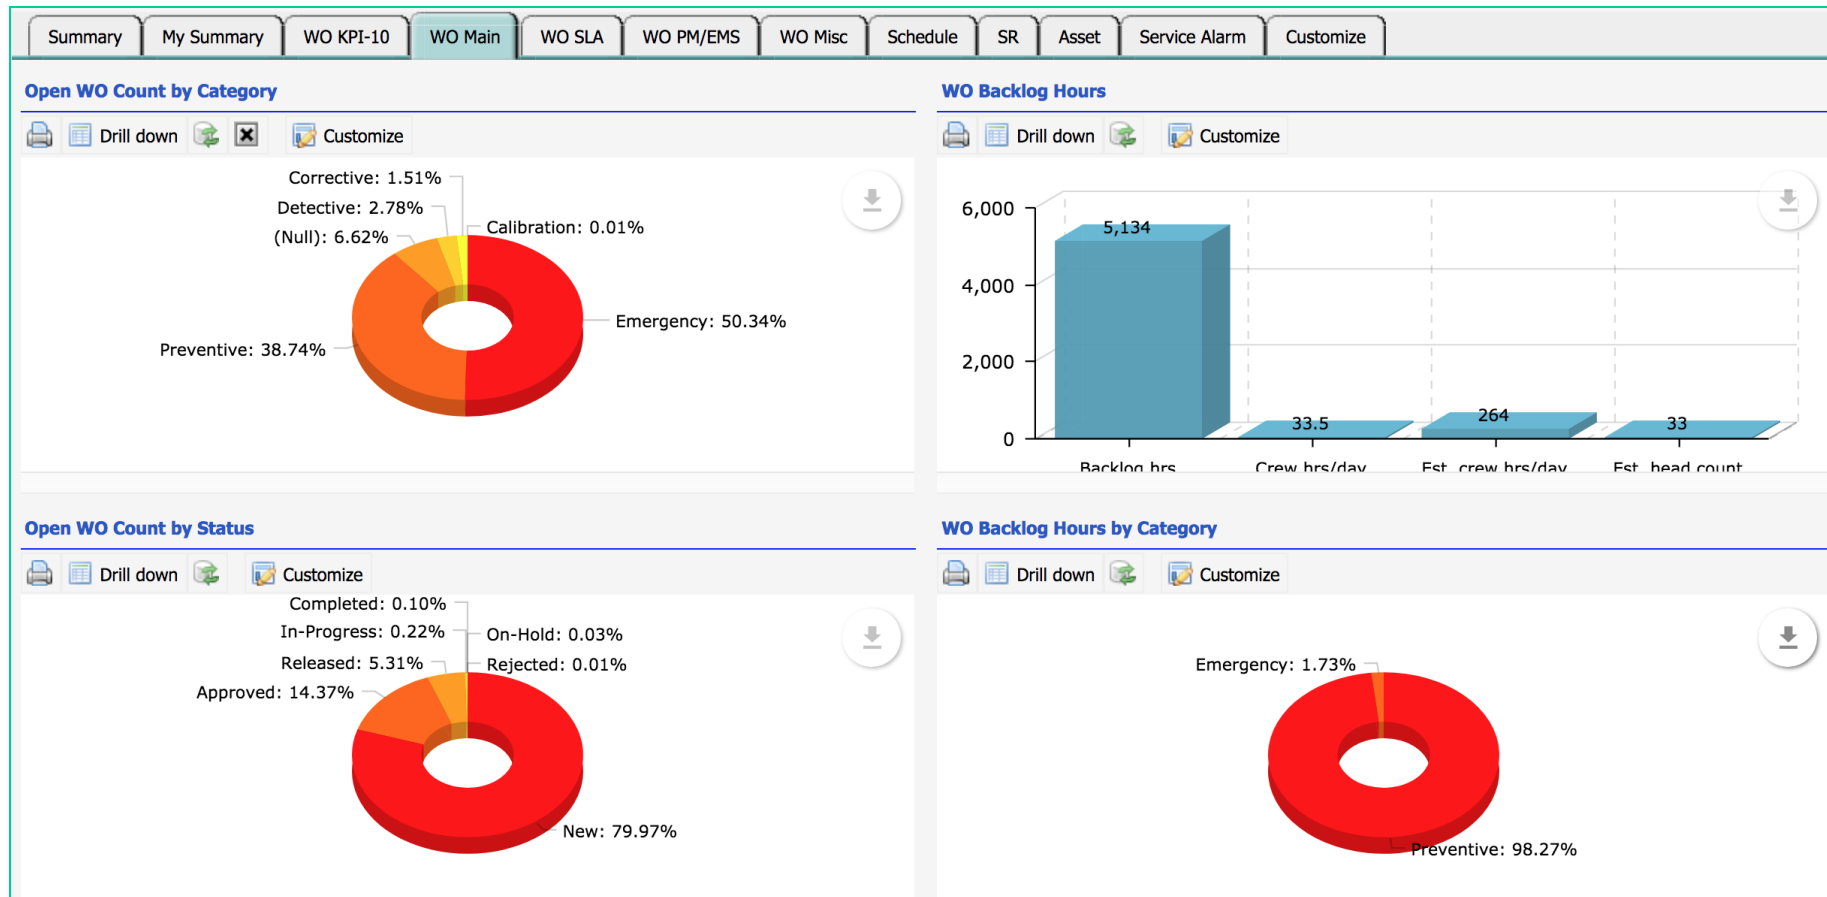 Summary My Summary WO KPI-10 WO Main WO SLA WO PM/EMS WO Misc Schedule SR Asset Service Alarm Customize
Open WO Count by Category
Drill down Customize
Corrective: 1.51%
Detective: 2.78%
(Null): 6.62%
Calibration: 0.01%
Emergency: 50.34%
Preventive: 38.74%
WO Backlog Hours
Drill down Customize
6,000
4,000
2,000
0
5,134
33.5
264
33
Backlog hrs Crew hrs/day Est. crew hrs/day Est. head count
Open WO Count by Status
Drill down Customize
Completed: 0.10%
In-Progress: 0.22%
On-Hold: 0.03%
Released: 5.31%
Rejected: 0.01%
Approved: 14.37%
New: 79.97%
WO Backlog Hours by Category
Drill down Customize
Emergency: 1.73%
Preventive: 98.27%